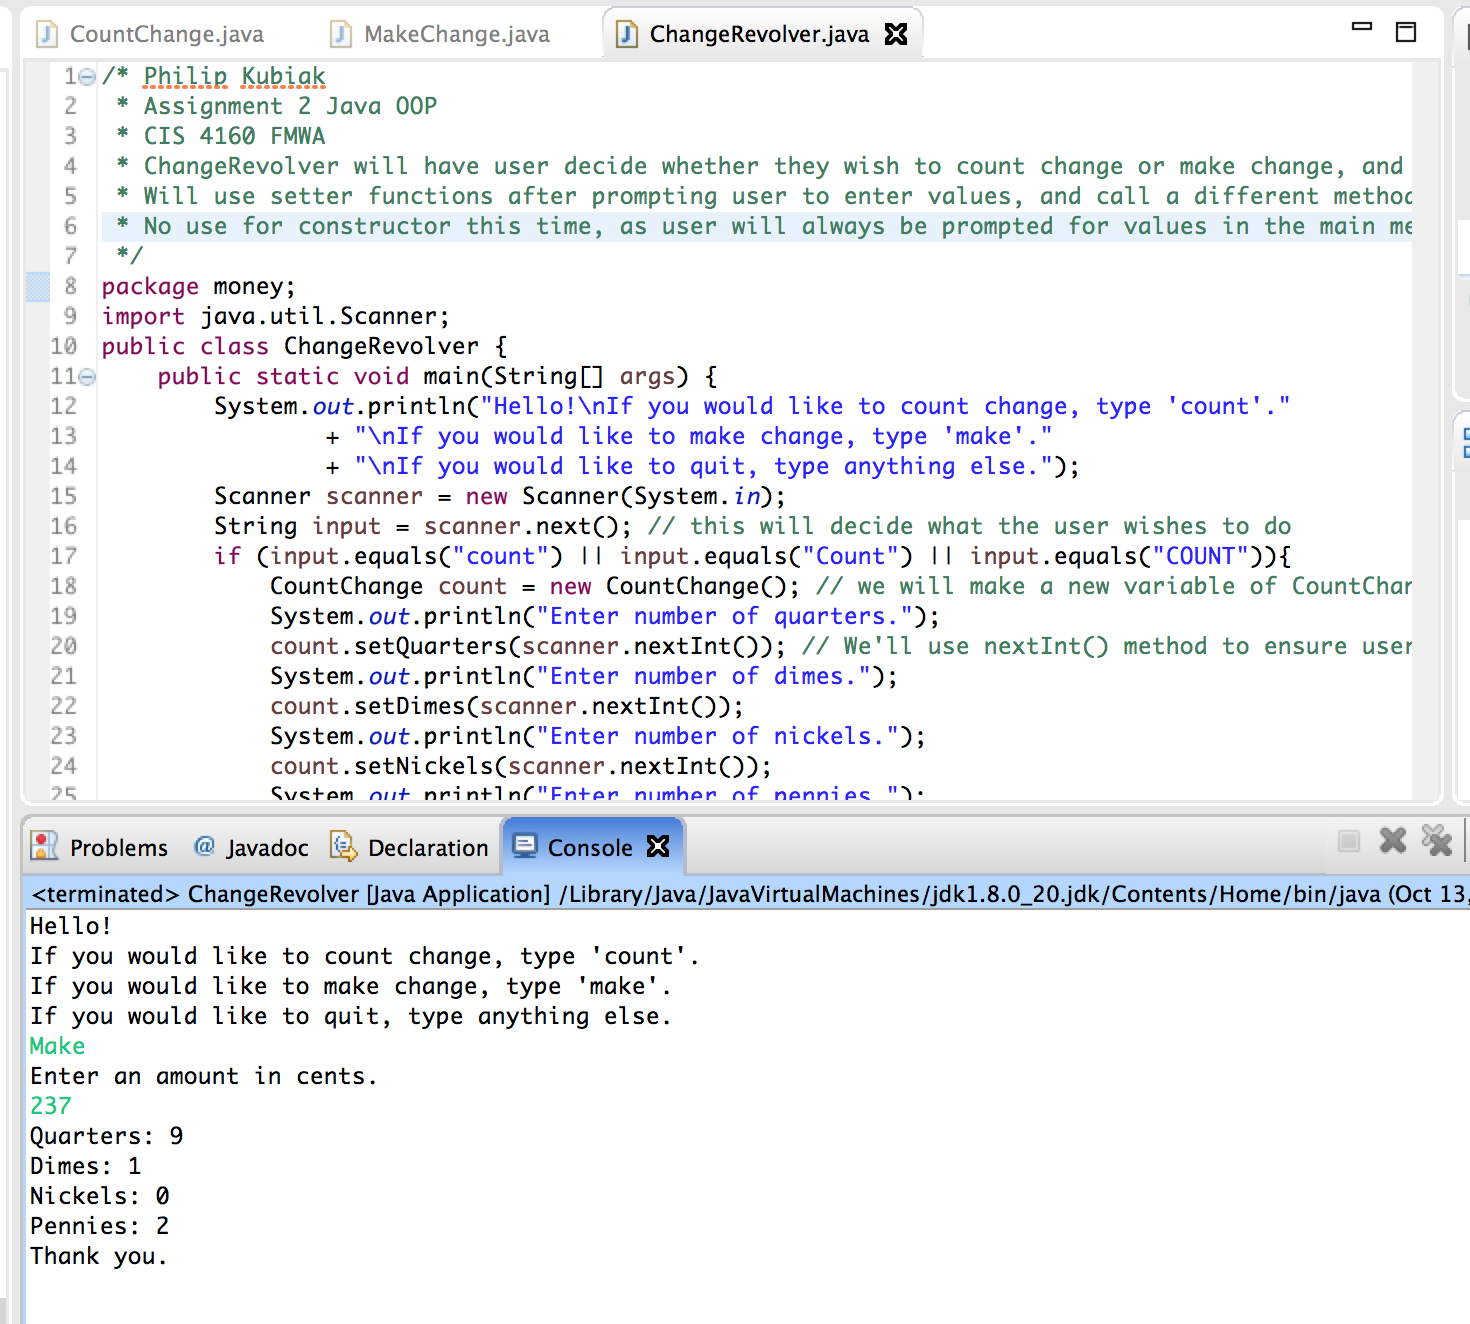 CountChange.java MakeChange.java ChangeRevolver.java
1 /* Philip Kubiak
2 * Assignment 2 Java OOP
3 * CIS 4160 FMWA
4 * ChangeRevolver will have user decide whether they wish to count change or make change, and
5 * Will use setter functions after prompting user to enter values, and call a different method
6 * No use for constructor this time, as user will always be prompted for values in the main me
7 */
8 package money;
9 import java.util.Scanner;
10 public class ChangeRevolver {
11 public static void main(String[] args) {
12 System.out.println("Hello!\nIf you would like to count change, type 'count'."
13 + "\nIf you would like to make change, type 'make'."
14 + "\nIf you would like to quit, type anything else.");
15 Scanner scanner = new Scanner(System.in);
16 String input = scanner.next(); // this will decide what the user wishes to do
17 if (input.equals("count") || input.equals("Count") || input.equals("COUNT")){
18 CountChange count = new CountChange(); // we will make a new variable of CountChan
19 System.out.println("Enter number of quarters.");
20 count.setQuarters(scanner.nextInt()); // We'll use nextInt() method to ensure user
21 System.out.println("Enter number of dimes.");
22 count.setDimes(scanner.nextInt());
23 System.out.println("Enter number of nickels.");
24 count.setNickels(scanner.nextInt());
25 System.out.println("Enter number of pennies.");
Problems @ Javadoc Declaration Console
<terminated> ChangeRevolver [Java Application] /Library/Java/JavaVirtualMachines/jdk1.8.0_20.jdk/Contents/Home/bin/java (Oct 13,
Hello!
If you would like to count change, type 'count'.
If you would like to make change, type 'make'.
If you would like to quit, type anything else.
Make
Enter an amount in cents.
237
Quarters: 9
Dimes: 1
Nickels: 0
Pennies: 2
Thank you.